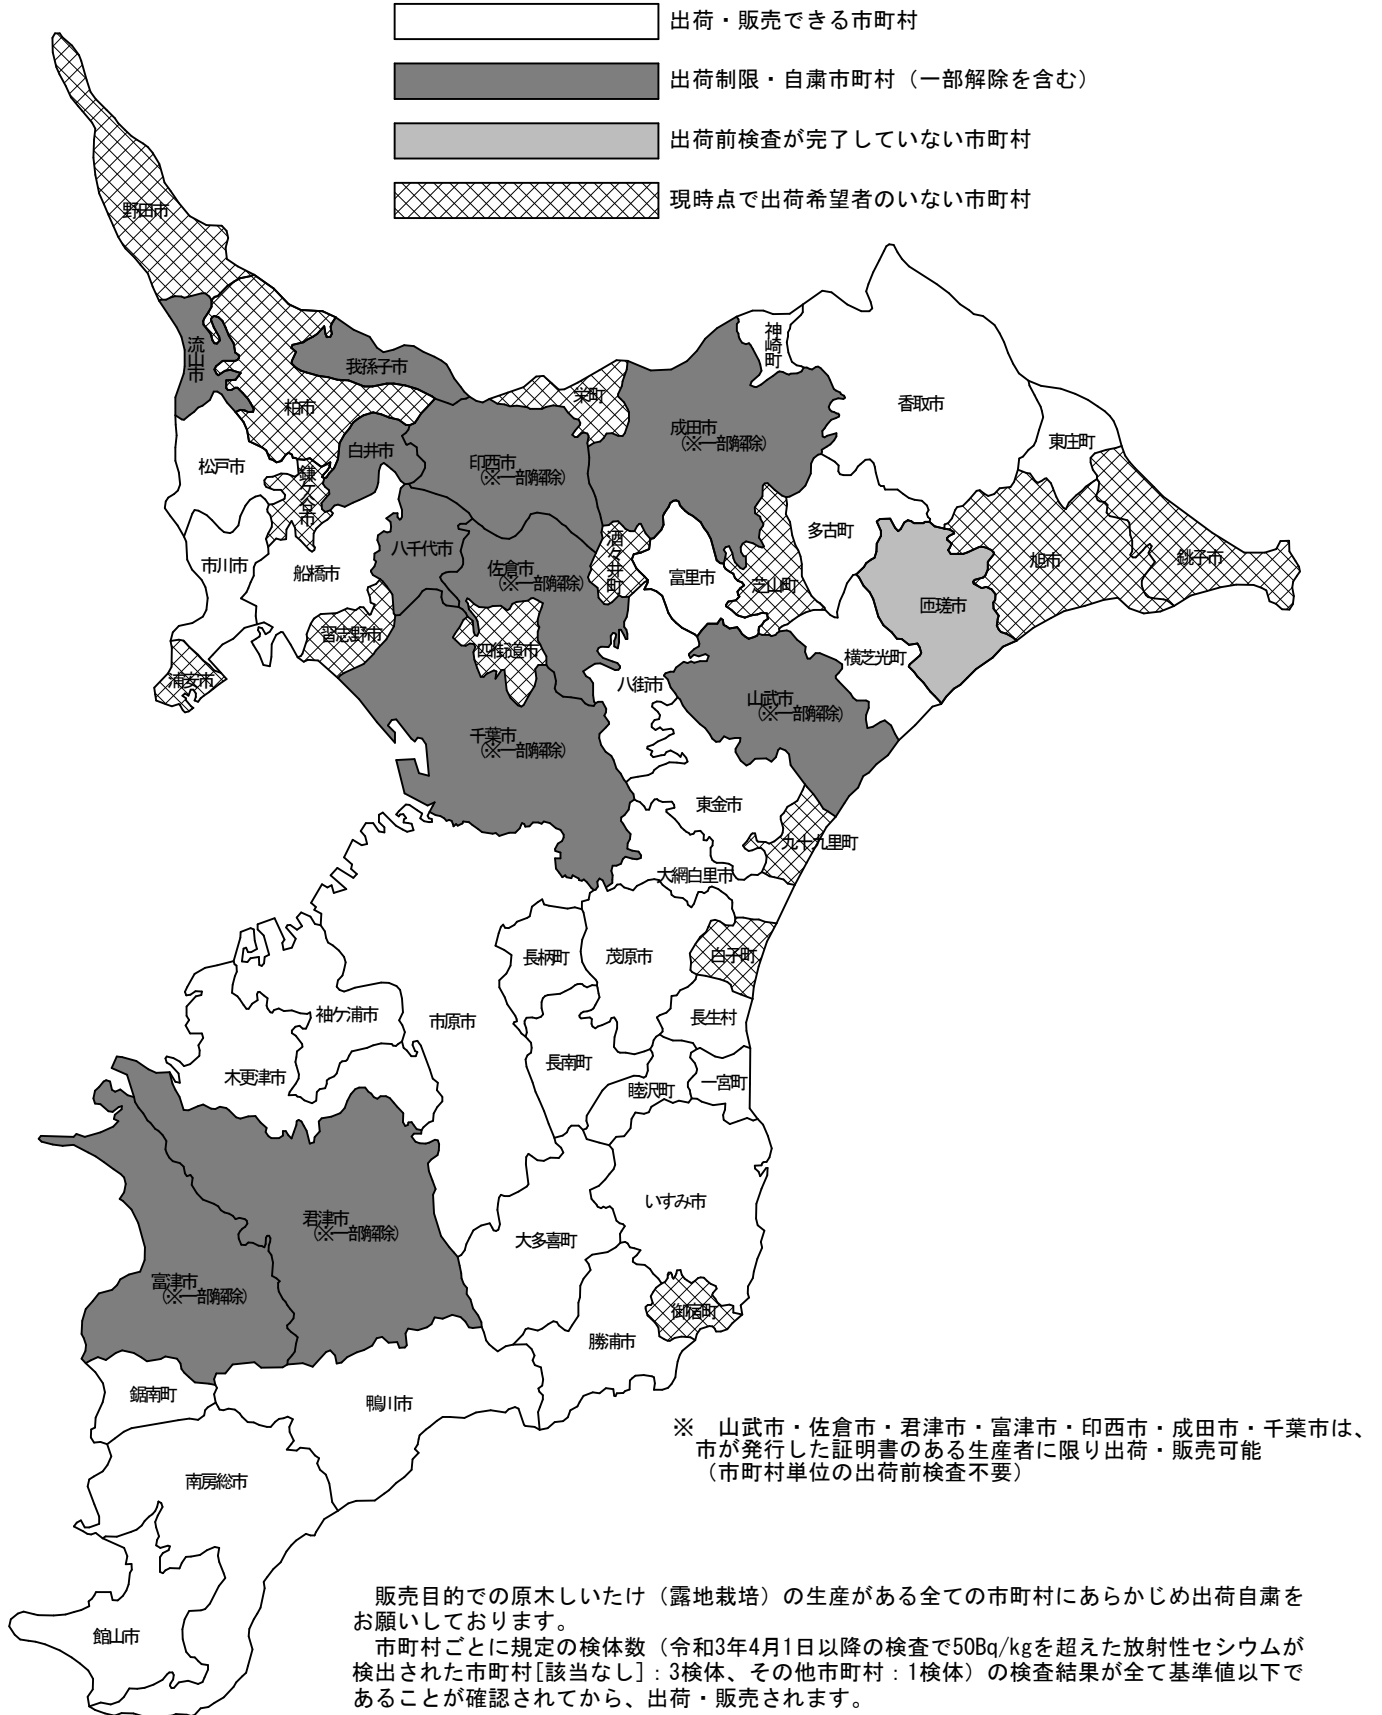 出荷・販売できる市町村
出荷制限・自粛市町村（一部解除を含む）
出荷前検査が完了していない市町村
現時点で出荷希望者のいない市町村
野田市
流山市
我孫子市
柏市
栄町
神崎町
成田市
（※一部解除）
香取市
東庄町
松戸市
鎌ケ谷市
白井市
印西市
（※一部解除）
多古町
旭市
銚子市
市川市
船橋市
八千代市
佐倉市
（※一部解除）
酒々井町
富里市
芝山町
匝瑳市
習志野市
四街道市
浦安市
八街市
横芝光町
山武市
（※一部解除）
千葉市
（※一部解除）
東金市
九十九里町
大網白里市
長柄町
茂原市
白子町
袖ケ浦市
市原市
長生村
木更津市
長南町
睦沢町
一宮町
いすみ市
君津市
（※一部解除）
大多喜町
富津市
（※一部解除）
御宿町
勝浦市
鋸南町
鴨川市
南房総市
館山市
※　山武市・佐倉市・君津市・富津市・印西市・成田市・千葉市は、
市が発行した証明書のある生産者に限り出荷・販売可能
（市町村単位の出荷前検査不要）
販売目的での原木しいたけ（露地栽培）の生産がある全ての市町村にあらかじめ出荷自粛を
お願いしております。
市町村ごとに規定の検体数（令和3年4月1日以降の検査で50Bq/kgを超えた放射性セシウムが
検出された市町村[該当なし]：3検体、その他市町村：1検体）の検査結果が全て基準値以下で
あることが確認されてから、出荷・販売されます。